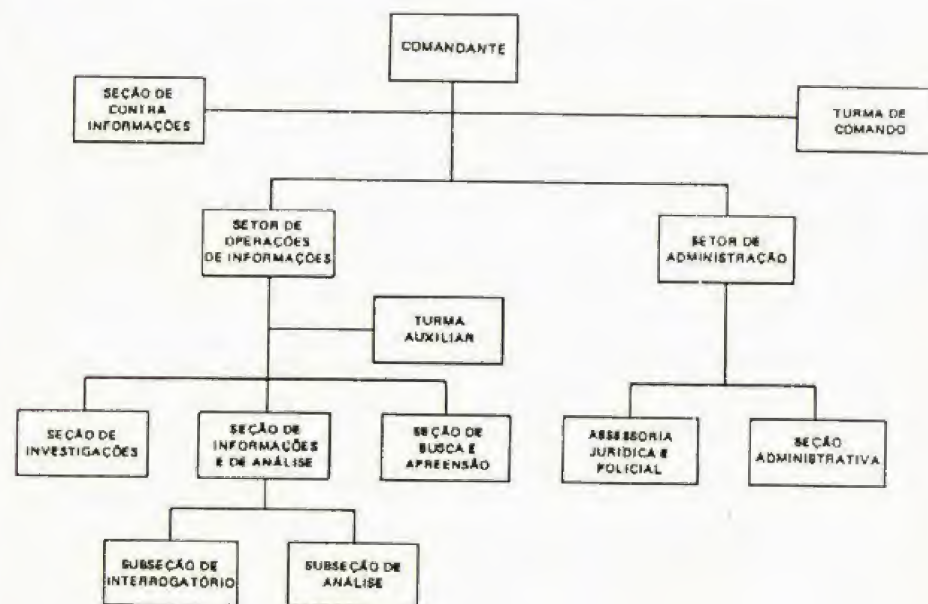 COMANDANTE
SEÇÃO DE
CONTRA
INFORMAÇÕES
TURMA DE
COMANDO
SETOR DE
OPERAÇÕES
DE INFORMAÇÕES
SETOR DE
ADMINISTRAÇÃO
TURMA
AUXILIAR
SEÇÃO DE
INVESTIGAÇÕES
SEÇÃO DE
INFORMAÇÕES
E DE ANÁLISE
SEÇÃO DE
BUSCA E
APREENSÃO
ASSESSORIA
JURÍDICA E
POLICIAL
SEÇÃO
ADMINISTRATIVA
SUBSEÇÃO DE
INTERROGATÓRIO
SUBSEÇÃO DE
ANÁLISE